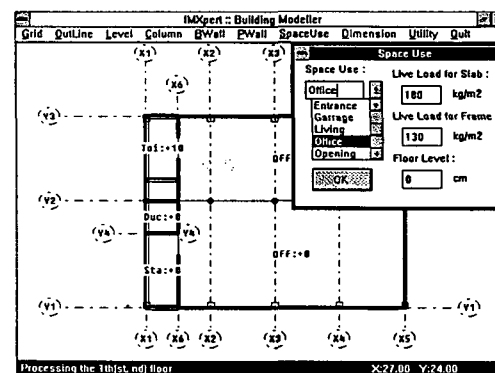 IMXpert :: Building Modeller
Grid OutLine Level Column BWall PWall SpaceUse Dimension Utility Quit
X1 X2 X3
X6
Space Use
Space Use :
Live Load for Slab :
Office
180 kg/m2
Entrance
Garrage
Living
Office
Opening
Live Load for Frame
130 kg/m2
Floor Level :
OK
0 cm
Y3
Toi:+10
OFF
Y2
Duc:+0
Y4 Y4
OFF:+0
Sta:+0
Y1 Y1
X1 X6 X2 X3 X4 X5
Processing the 1th(st, nd) floor X:27.00 Y:24.00